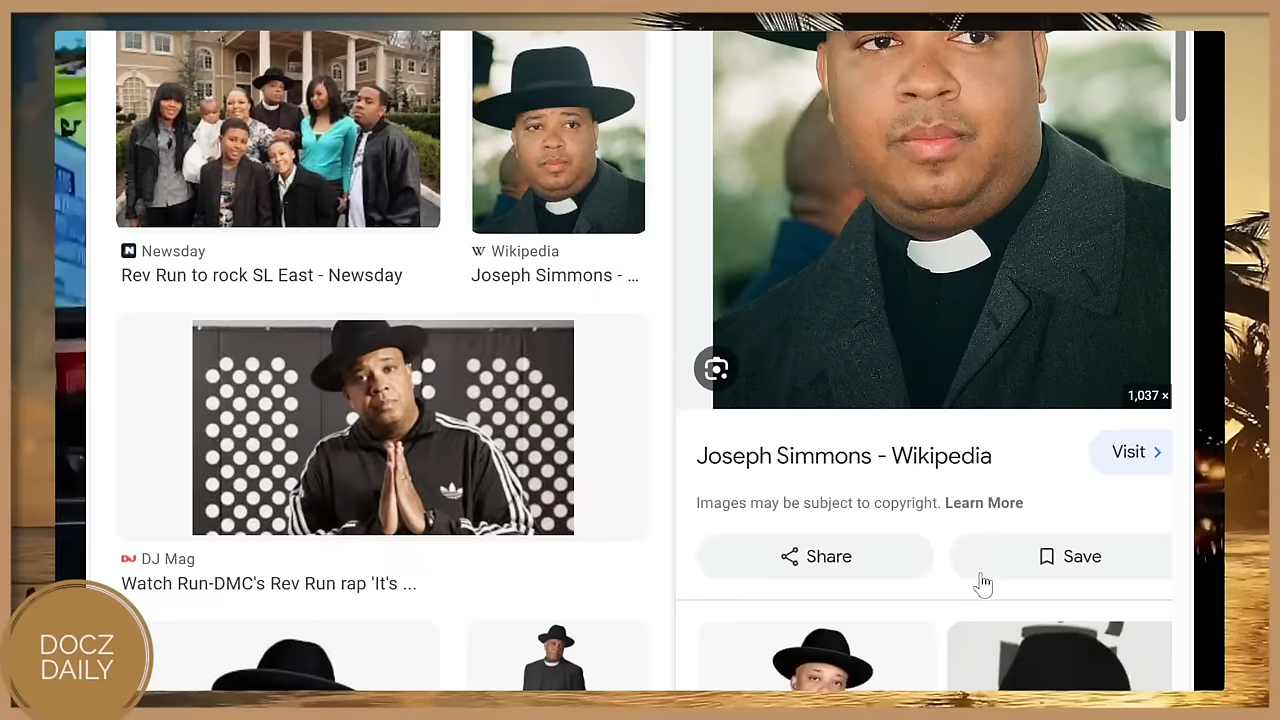 Newsday
Rev Run to rock SL East - Newsday
W Wikipedia
Joseph Simmons - ...
DJ DJ Mag
Watch Run-DMC's Rev Run rap 'It's ...
1,037 ×
Joseph Simmons - Wikipedia
Visit
Images may be subject to copyright. Learn More
Share
Save
DOCZ
DAILY